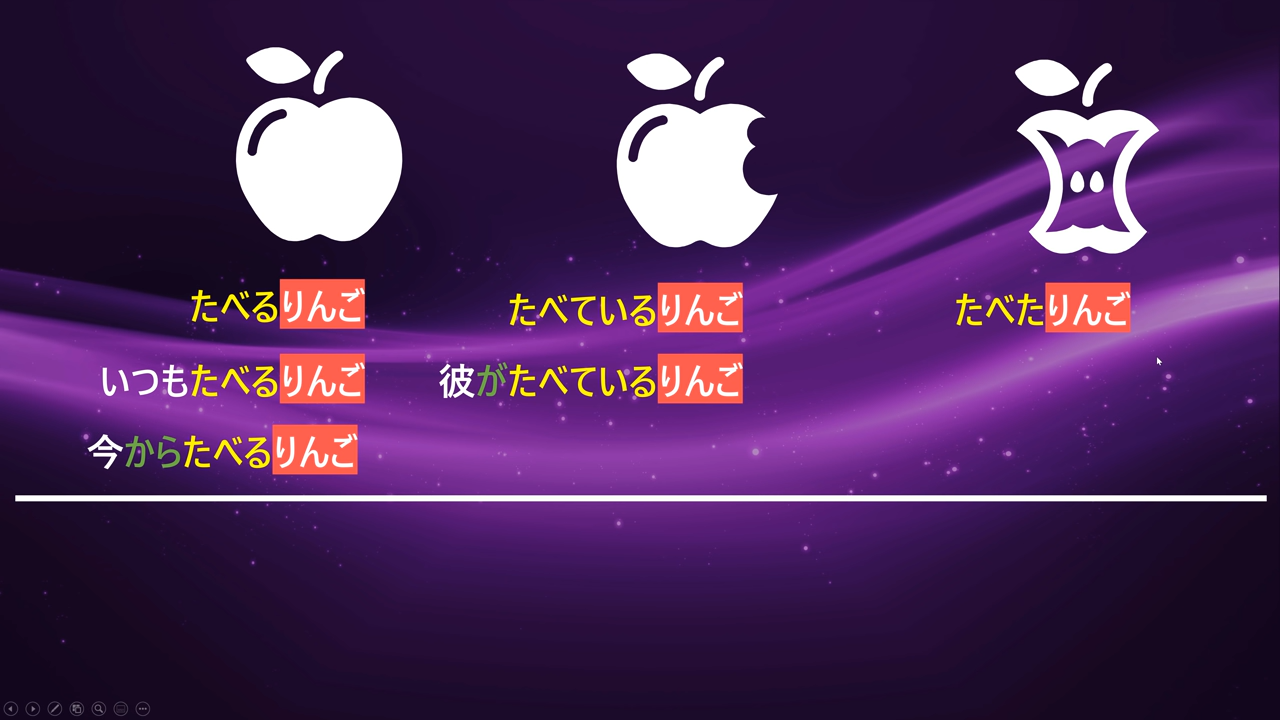 たべるりんご
いつもたべるりんご
今からたべるりんご
たべているりんご
彼がたべているりんご
たべたりんご